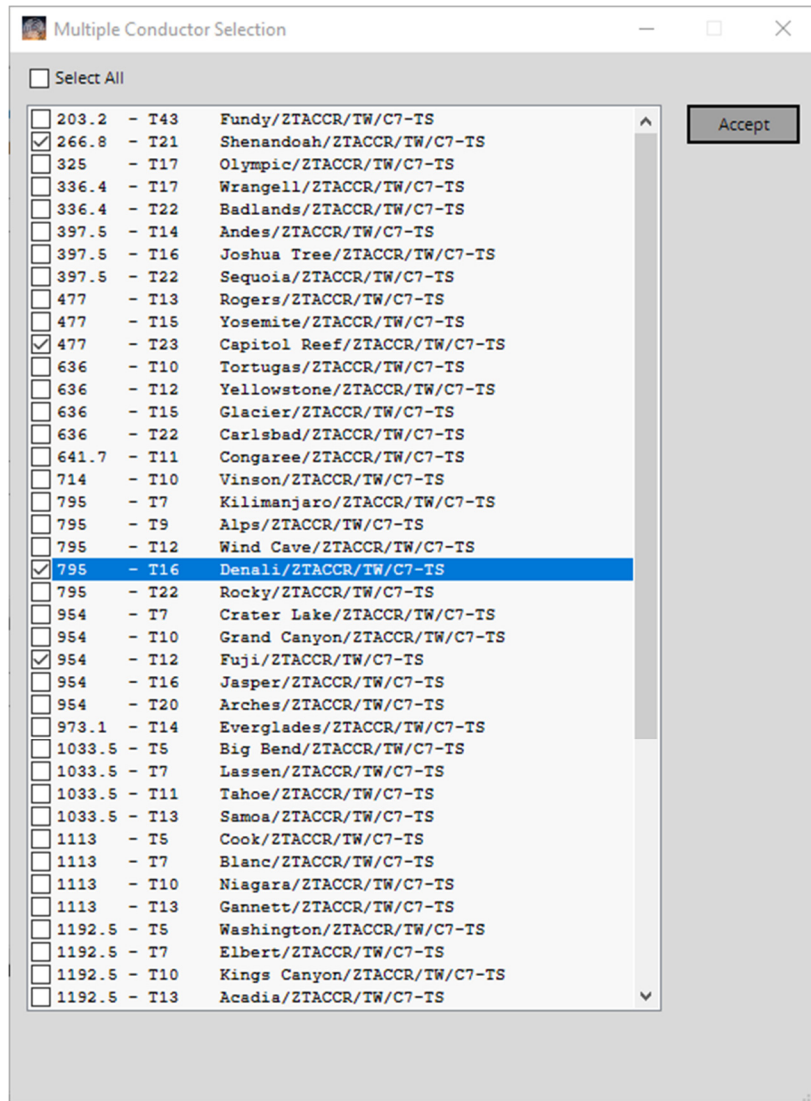 Multiple Conductor Selection
Select All
203.2 - T43 Fundy/ZTACCR/TW/C7-TS
266.8 - T21 Shenandoah/ZTACCR/TW/C7-TS
325 - T17 Olympic/ZTACCR/TW/C7-TS
336.4 - T17 Wrangell/ZTACCR/TW/C7-TS
336.4 - T22 Badlands/ZTACCR/TW/C7-TS
397.5 - T14 Andes/ZTACCR/TW/C7-TS
397.5 - T16 Joshua Tree/ZTACCR/TW/C7-TS
397.5 - T22 Sequoia/ZTACCR/TW/C7-TS
477 - T13 Rogers/ZTACCR/TW/C7-TS
477 - T15 Yosemite/ZTACCR/TW/C7-TS
477 - T23 Capitol Reef/ZTACCR/TW/C7-TS
636 - T10 Tortugas/ZTACCR/TW/C7-TS
636 - T12 Yellowstone/ZTACCR/TW/C7-TS
636 - T15 Glacier/ZTACCR/TW/C7-TS
636 - T22 Carlsbad/ZTACCR/TW/C7-TS
641.7 - T11 Congaree/ZTACCR/TW/C7-TS
714 - T10 Vinson/ZTACCR/TW/C7-TS
795 - T7 Kilimanjaro/ZTACCR/TW/C7-TS
795 - T9 Alps/ZTACCR/TW/C7-TS
795 - T12 Wind Cave/ZTACCR/TW/C7-TS
795 - T16 Denali/ZTACCR/TW/C7-TS
795 - T22 Rocky/ZTACCR/TW/C7-TS
954 - T7 Crater Lake/ZTACCR/TW/C7-TS
954 - T10 Grand Canyon/ZTACCR/TW/C7-TS
954 - T12 Fuji/ZTACCR/TW/C7-TS
954 - T16 Jasper/ZTACCR/TW/C7-TS
954 - T20 Arches/ZTACCR/TW/C7-TS
973.1 - T14 Everglades/ZTACCR/TW/C7-TS
1033.5 - T5 Big Bend/ZTACCR/TW/C7-TS
1033.5 - T7 Lassen/ZTACCR/TW/C7-TS
1033.5 - T11 Tahoe/ZTACCR/TW/C7-TS
1033.5 - T13 Samoa/ZTACCR/TW/C7-TS
1113 - T5 Cook/ZTACCR/TW/C7-TS
1113 - T7 Blanc/ZTACCR/TW/C7-TS
1113 - T10 Niagara/ZTACCR/TW/C7-TS
1113 - T13 Gannett/ZTACCR/TW/C7-TS
1192.5 - T5 Washington/ZTACCR/TW/C7-TS
1192.5 - T7 Elbert/ZTACCR/TW/C7-TS
1192.5 - T10 Kings Canyon/ZTACCR/TW/C7-TS
1192.5 - T13 Acadia/ZTACCR/TW/C7-TS
Accept